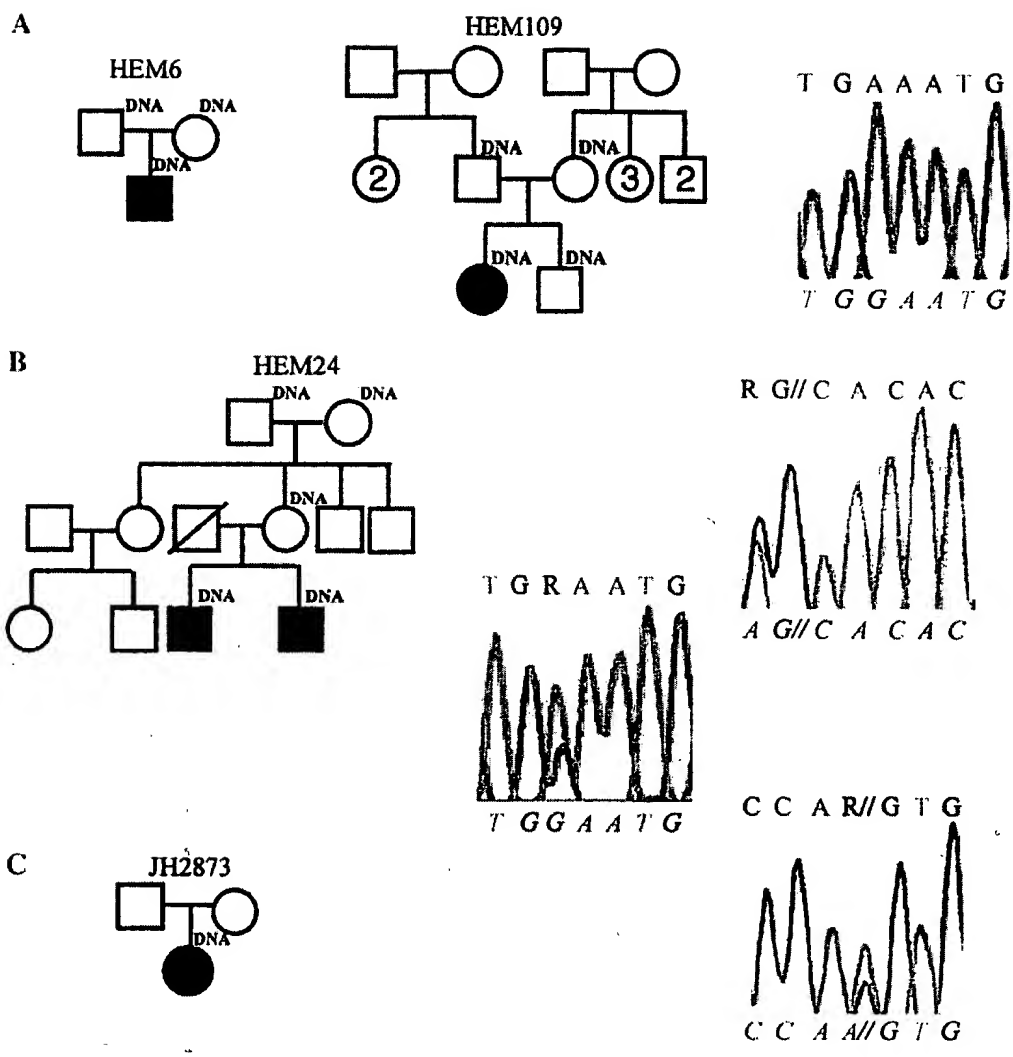 A
HEM6
DNA DNA
DNA
HEM109
DNA DNA
2 3 2
DNA DNA
T G A A A T G
T G G A A T G
B
HEM24
DNA DNA
DNA
DNA DNA
T G R A A T G
T G G A A T G
R G// C A C A C
A G// C A C A C
C
JH2873
DNA
C C A R// G T G
C C A A// G T G